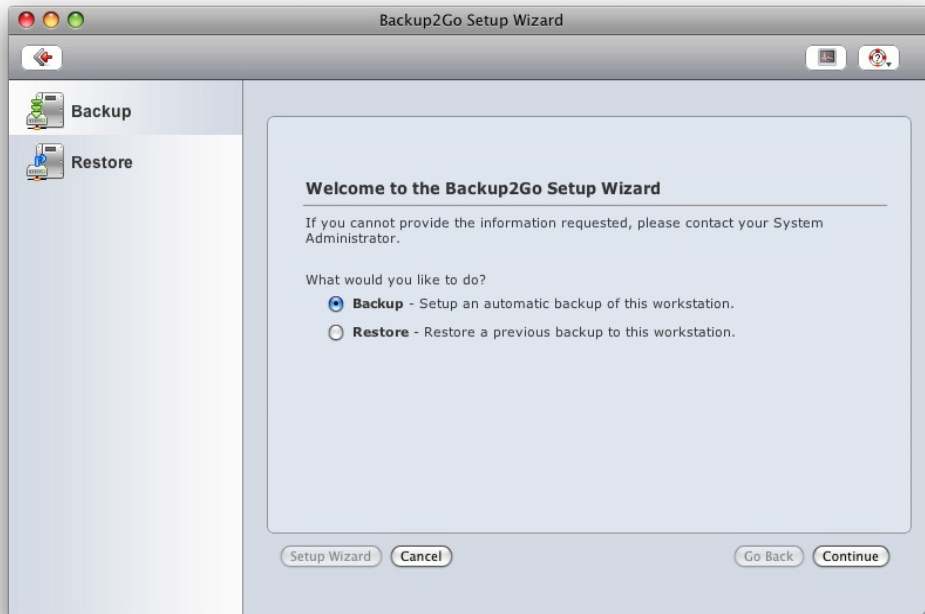 Backup2Go Setup Wizard
Backup
Restore
Welcome to the Backup2Go Setup Wizard
If you cannot provide the information requested, please contact your System
Administrator.
What would you like to do?
Backup - Setup an automatic backup of this workstation.
Restore - Restore a previous backup to this workstation.
Setup Wizard
Cancel
Go Back
Continue